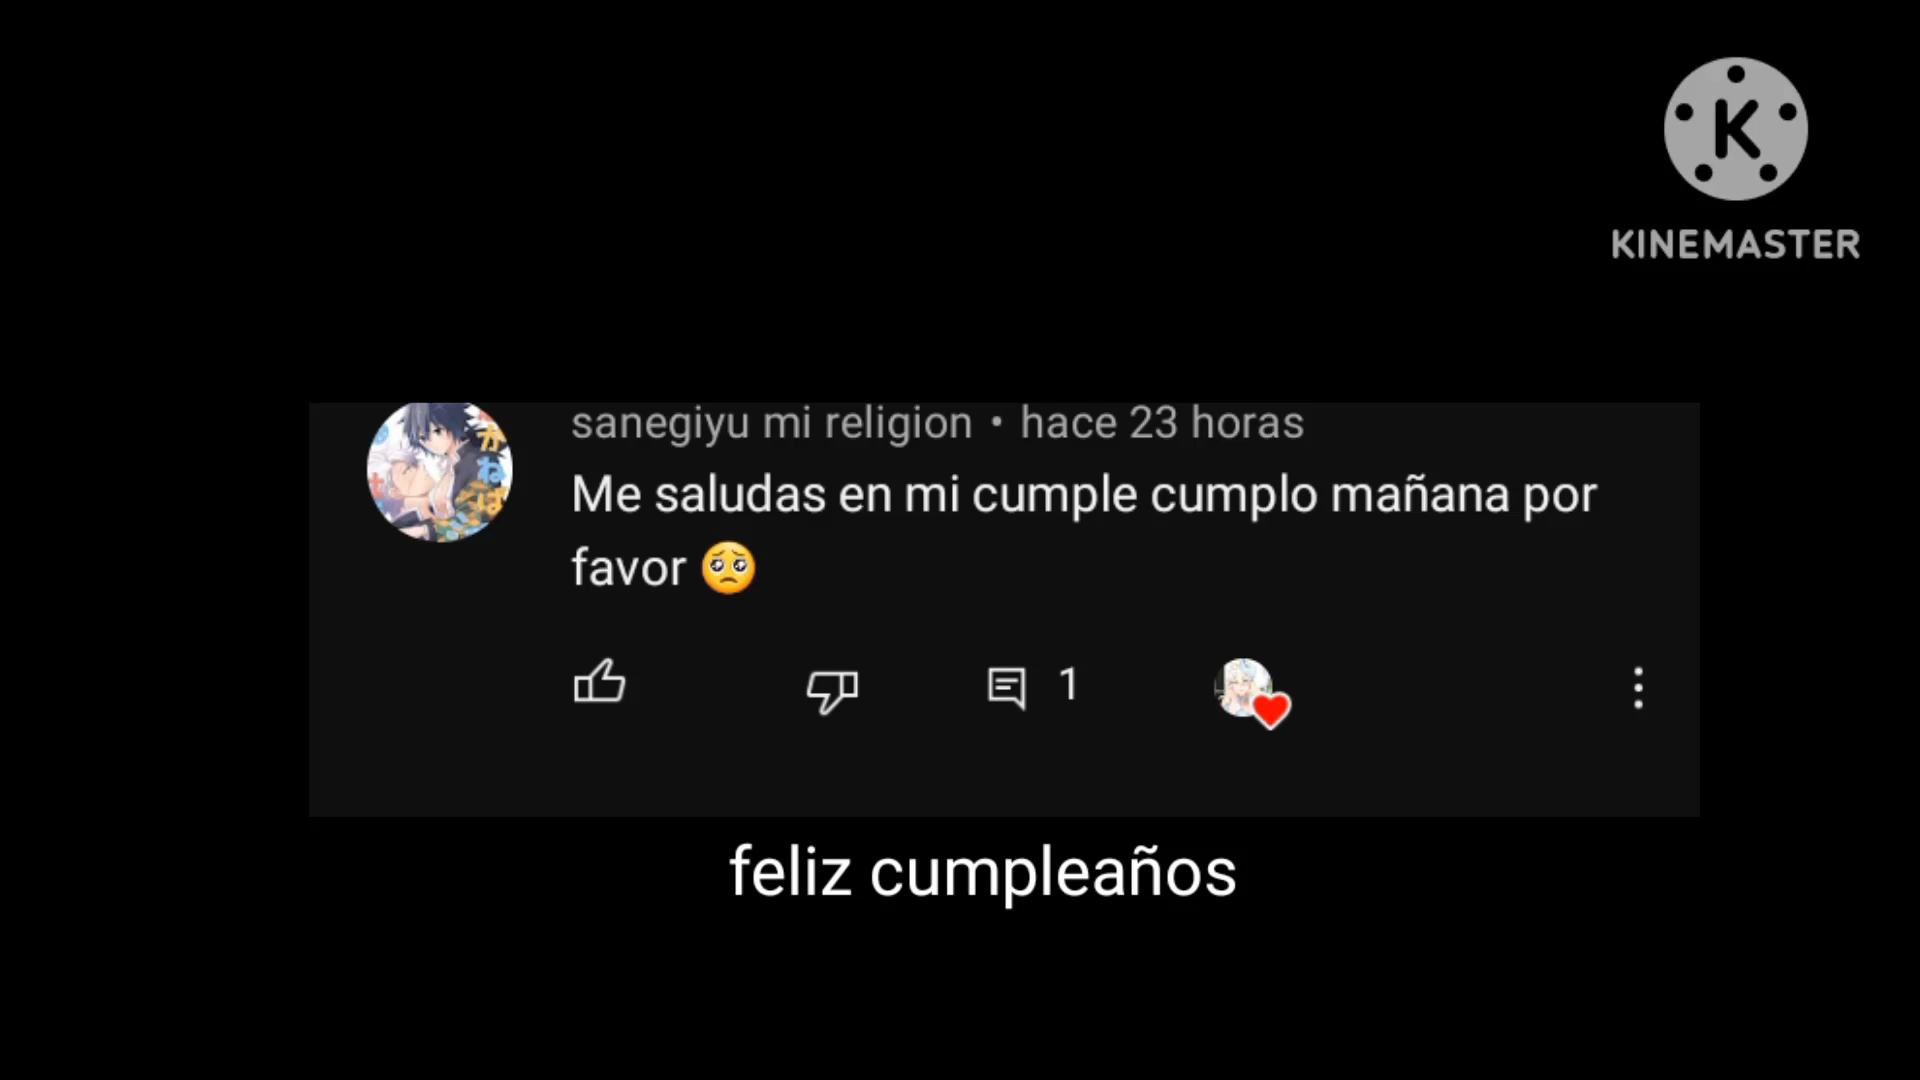 K
KINEMASTER
sanegiyu mi religion • hace 23 horas
Me saludas en mi cumple cumplo mañana por
favor 🥺
1
feliz cumpleaños